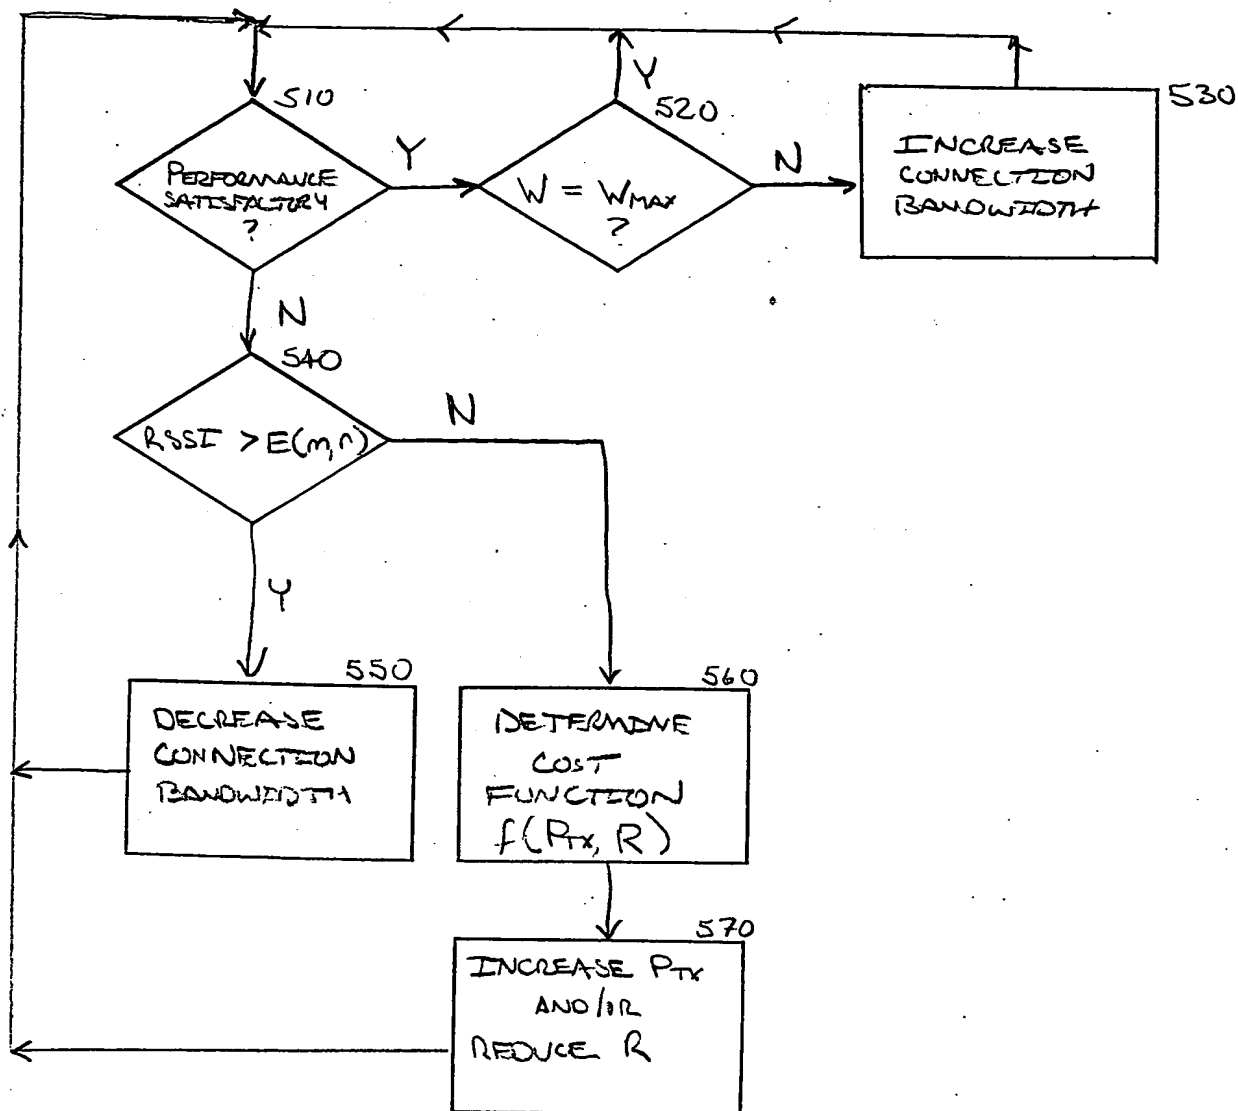 510
PERFORMANCE
SATISFACTORY
?
Y
520
W = WMAX
?
Y
N
530
INCREASE
CONNECTION
BANDWIDTH
N
540
RSSI > E(m,n)
N
Y
550
DECREASE
CONNECTION
BANDWIDTH
560
DETERMINE
COST
FUNCTION
f(PTX, R)
570
INCREASE PTX
AND/OR
REDUCE R